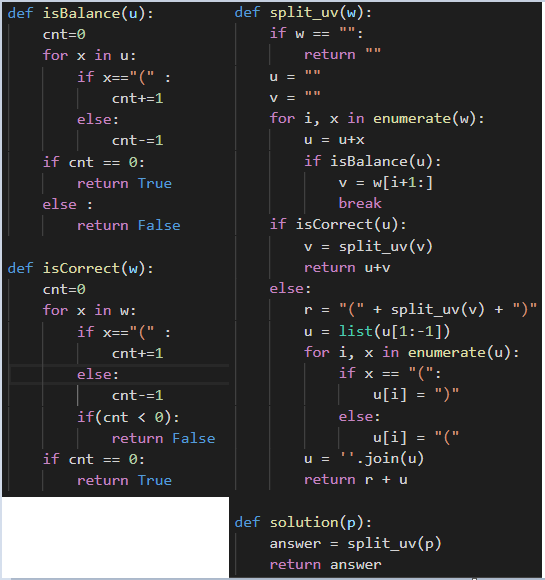 def isBalance(u):
    cnt=0
    for x in u:
        if x=="(" :
            cnt+=1
        else:
            cnt-=1
    if cnt == 0:
        return True
    else :
        return False

def isCorrect(w):
    cnt=0
    for x in w:
        if x=="(" :
            cnt+=1
        else:
            cnt-=1
        if(cnt < 0):
            return False
    if cnt == 0:
        return True

def split_uv(w):
    if w == "":
        return ""
    u = ""
    v = ""
    for i, x in enumerate(w):
        u = u+x
        if isBalance(u):
            v = w[i+1:]
            break
    if isCorrect(u):
        v = split_uv(v)
        return u+v
    else:
        r = "(" + split_uv(v) + ")"
        u = list(u[1:-1])
        for i, x in enumerate(u):
            if x == "(":
                u[i] = ")"
            else:
                u[i] = "("
        u = ''.join(u)
        return r + u

def solution(p):
    answer = split_uv(p)
    return answer